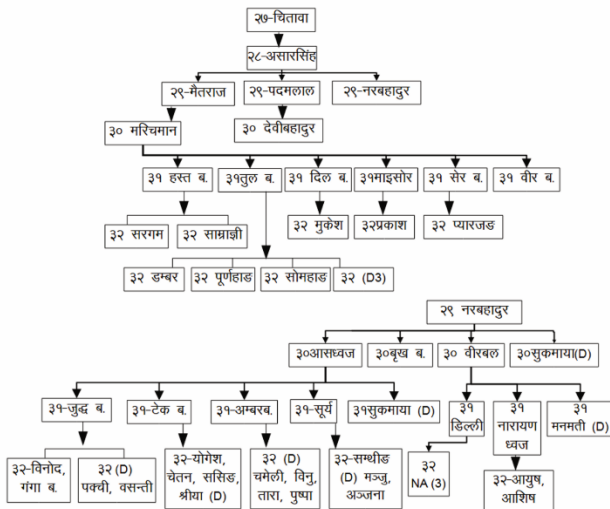 २७-चितावा
२८-असारसिंह
२९-मैतराज
२९-पदमलाल
२९-नरबहादुर
३० मरिचमान
३० देवीबहादुर
३१ हस्त ब.
३१तुल ब.
३१ दिल ब.
३१माइसोर
३१ सेर ब.
३१ वीर ब.
३२ सरगम
३२ साम्राज्ञी
३२ मुकेश
३२प्रकाश
३२ प्यारजङ
३२ डम्बर
३२ पूर्णहाङ
३२ सोमहाङ
३२ (D3)
२९ नरबहादुर
३०आसध्वज
३०बृख ब.
३० वीरबल
३०सुकमाया(D)
३१-जुद्ध ब.
३१-टेक ब.
३१-अम्बरब.
३१-सूर्य
३१सुकमाया (D)
३१
डिल्ली
३१
नारायण
ध्वज
३१
मनमती (D)
३२-विनोद,
गंगा ब.
३२ (D)
पक्ची, वसन्ती
३२-योगेश,
चेतन, ससिङ,
श्रीया (D)
३२ (D)
चमेली, विनु,
तारा, पुष्पा
३२-सम्थीङ
(D) मञ्जु,
अञ्जना
३२
NA (3)
३२-आयुष,
आशिष